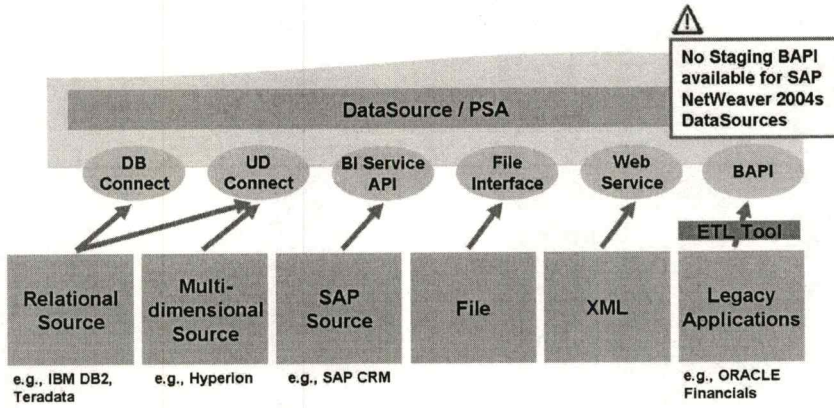 No Staging BAPI
available for SAP
NetWeaver 2004s
DataSources
DataSource / PSA
DB
Connect
UD
Connect
BI Service
API
File
Interface
Web
Service
BAPI
ETL Tool
Relational
Source
Multi-
dimensional
Source
SAP
Source
File
XML
Legacy
Applications
e.g., IBM DB2,
Teradata
e.g., Hyperion
e.g., SAP CRM
e.g., ORACLE
Financials